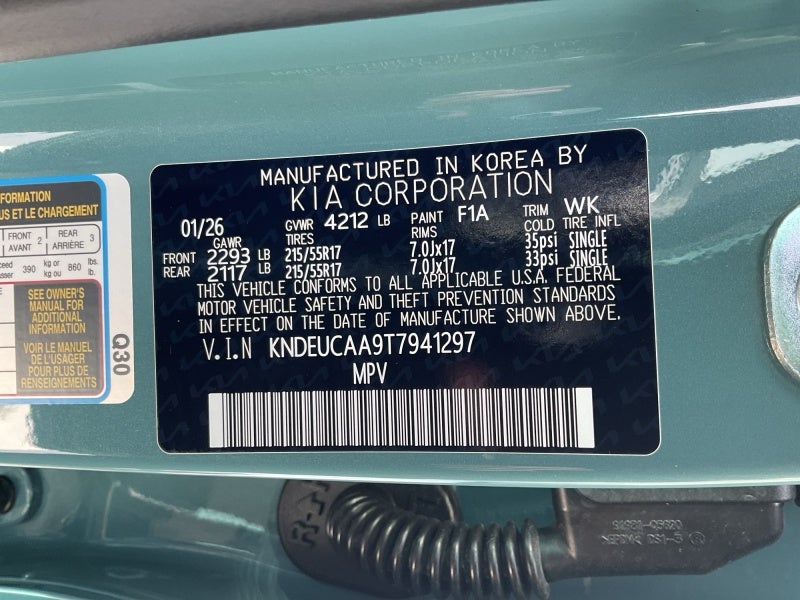 MANUFACTURED IN KOREA BY
KIA CORPORATION
01/26 GVWR 4212 LB PAINT F1A TRIM WK
GAWR TIRES RIMS COLD TIRE INFL
FRONT 2293 LB 215/55R17 7.0Jx17 35psi SINGLE
REAR 2117 LB 215/55R17 7.0Jx17 33psi SINGLE
THIS VEHICLE CONFORMS TO ALL APPLICABLE U.S.A. FEDERAL
MOTOR VEHICLE SAFETY AND THEFT PREVENTION STANDARDS
IN EFFECT ON THE DATE OF MANUFACTURE SHOWN ABOVE.
V.I.N KNDEUCAA9T7941297
MPV
INFORMATION
US ET LE CHARGEMENT
FRONT AVANT 2 REAR ARRIÈRE 3
390 kg or kg ou 860 lbs. lb.
SEE OWNER'S
MANUAL FOR
ADDITIONAL
INFORMATION
VOIR LE MANUEL
DE L'USAGER
POUR PLUS DE
RENSEIGNEMENTS
Q30